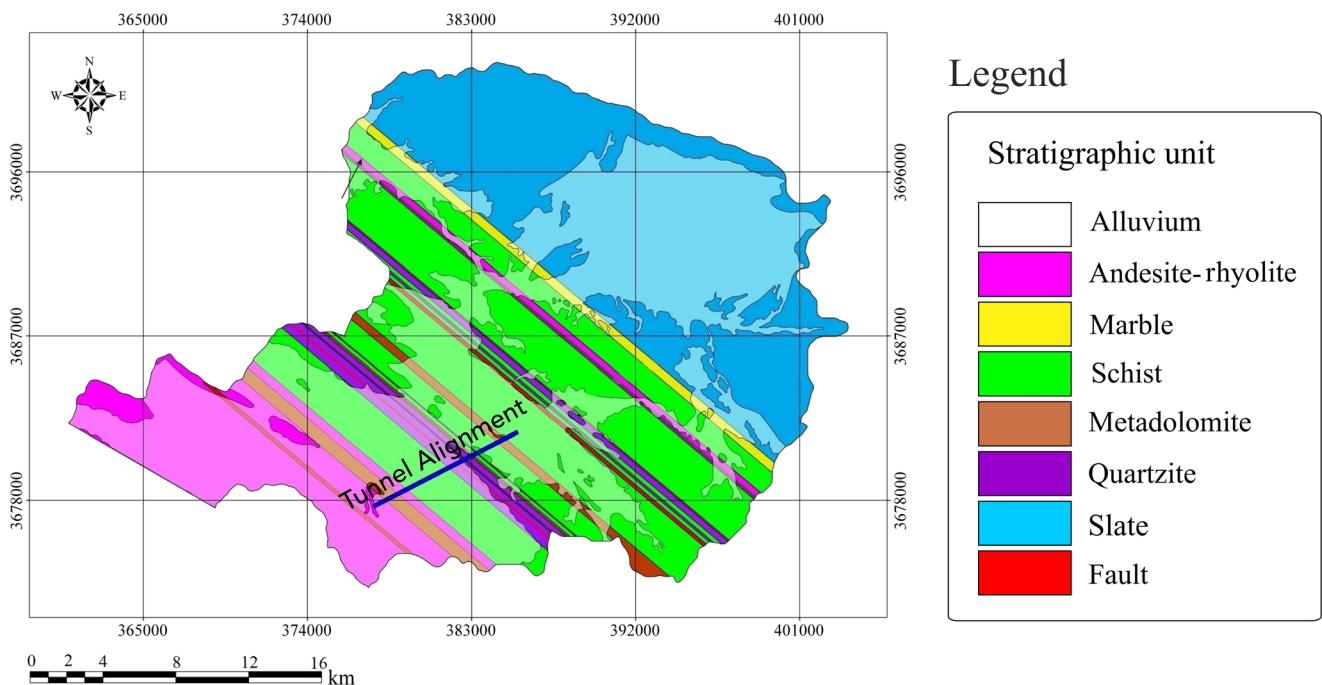 365000 374000 383000 392000 401000
Legend
N
W E
S
Stratigraphic unit
3696000 3696000
Alluvium
Andesite-rhyolite
Marble
3687000 3687000
Schist
Metadolomite
Tunnel Alignment
Quartzite
3678000 3678000
Slate
Fault
365000 374000 383000 392000 401000
0 2 4 8 12 16
km